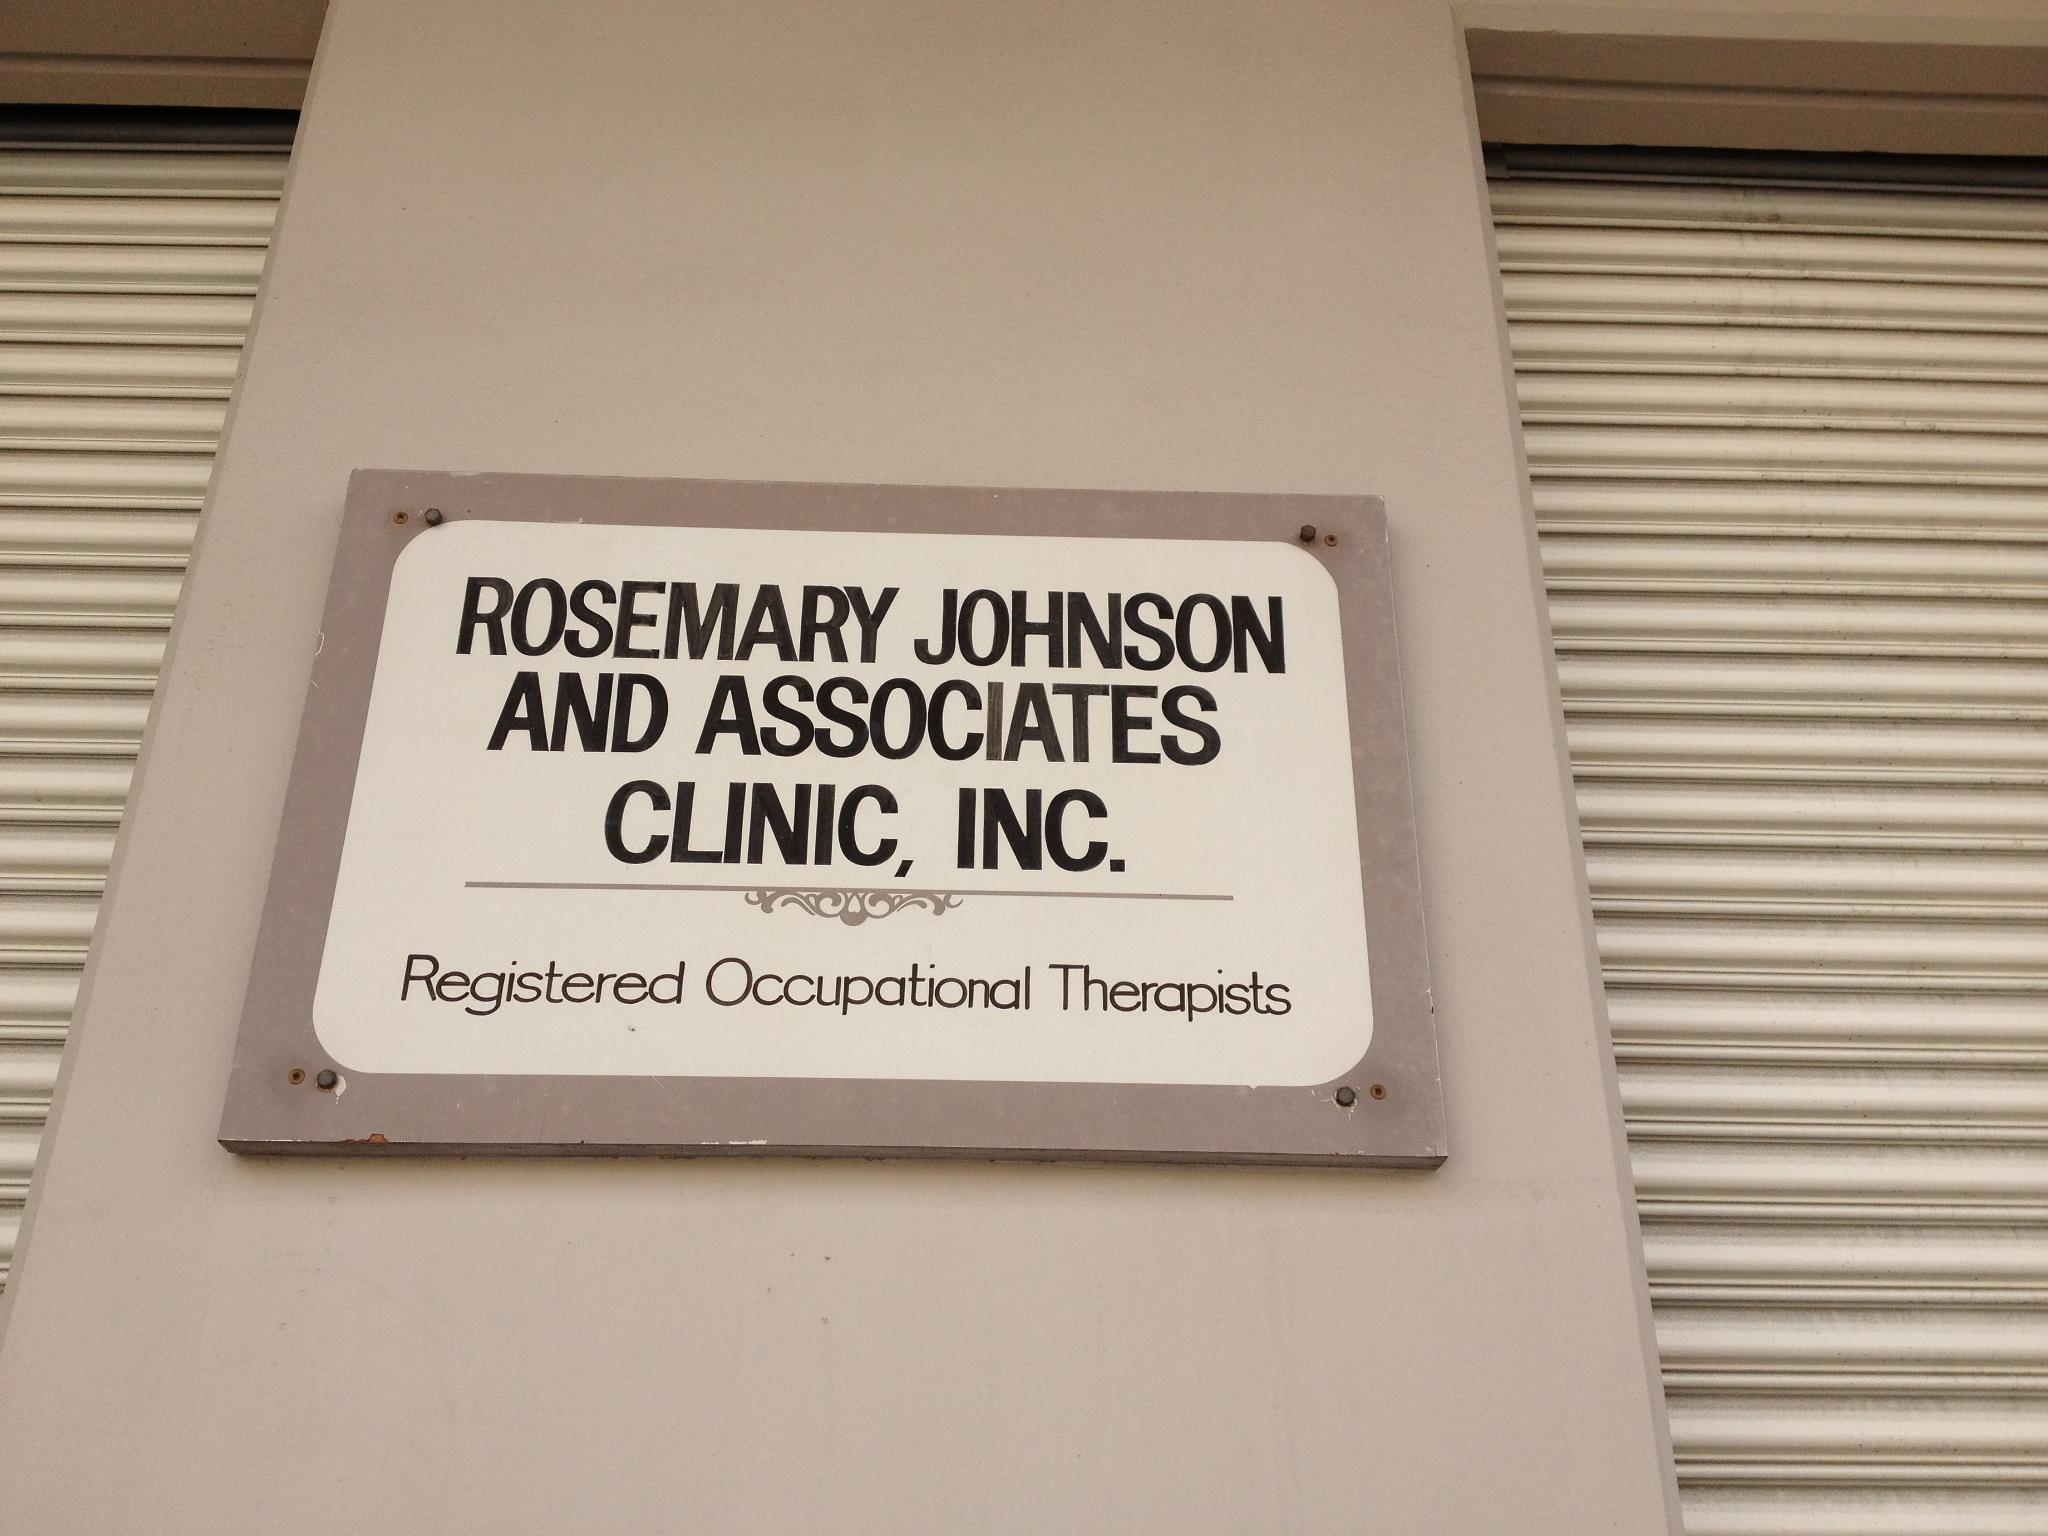 ROSEMARY JOHNSON
AND ASSOCIATES
CLINIC, INC.
Registered Occupational Therapists